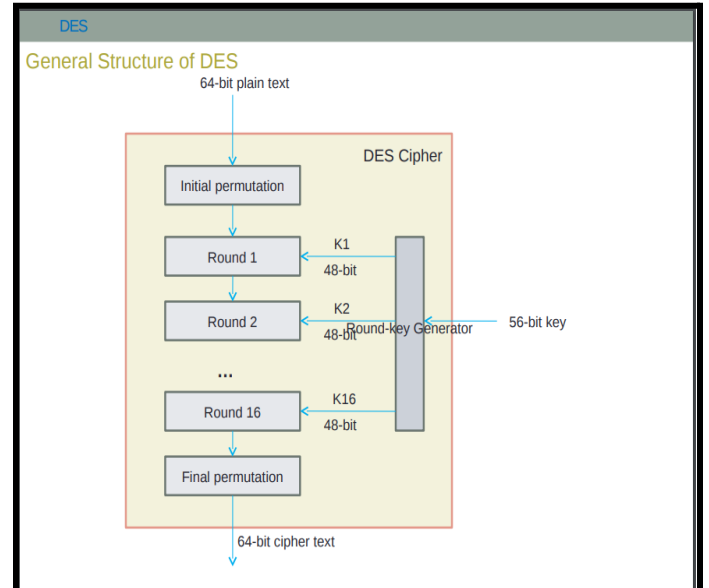 DES
General Structure of DES
64-bit plain text
DES Cipher
Initial permutation
K1
Round 1
48-bit
K2
Round 2
48-bit
Round-key Generator
56-bit key
...
K16
Round 16
48-bit
Final permutation
64-bit cipher text